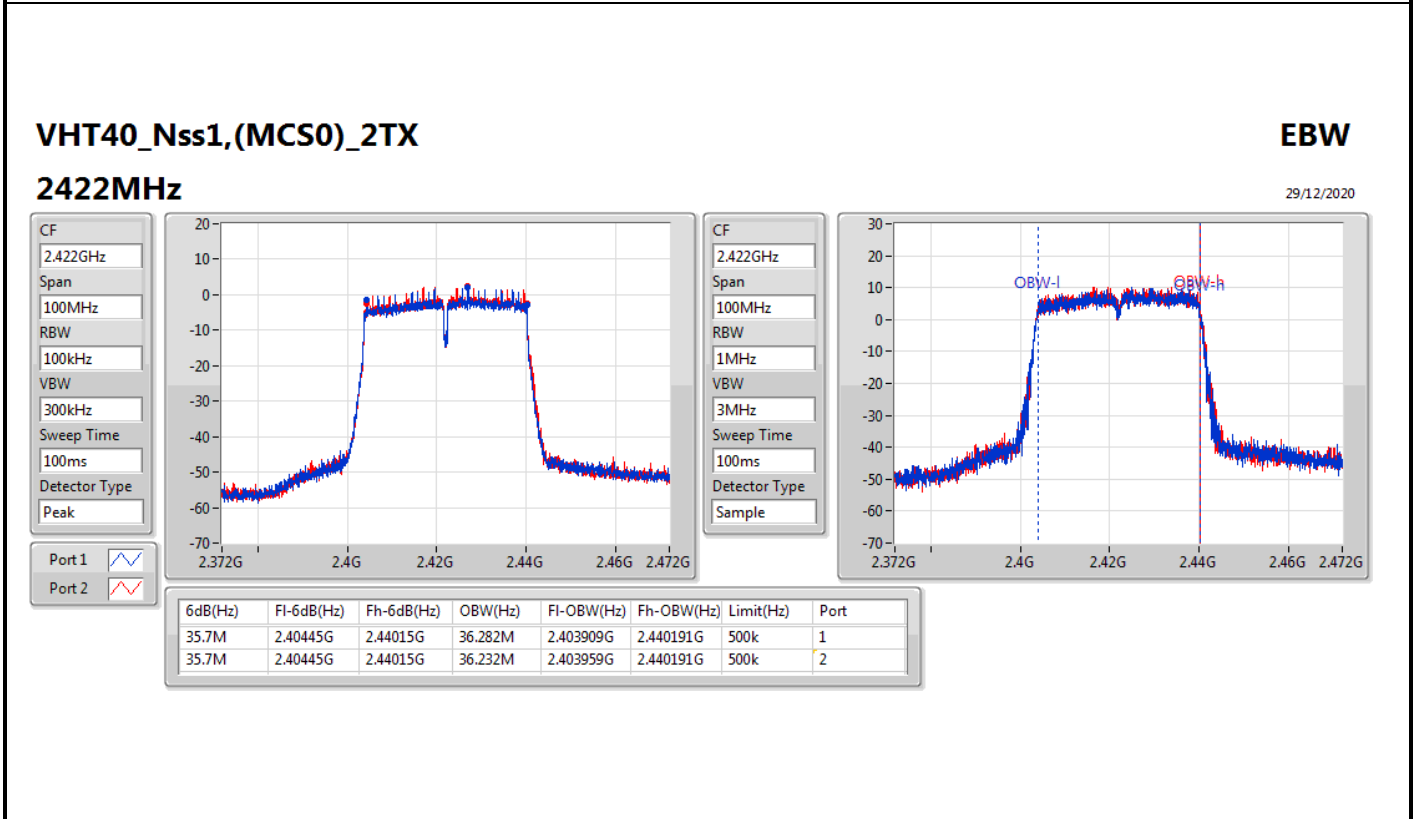 VHT40_Nss1,(MCS0)_2TX
EBW
2422MHz
29/12/2020
CF
2.422GHz
Span
100MHz
RBW
100kHz
VBW
300kHz
Sweep Time
100ms
Detector Type
Peak
Port 1
Port 2
20
10
0
-10
-20
-30
-40
-50
-60
-70
2.372G 2.4G 2.42G 2.44G 2.46G 2.472G
CF
2.422GHz
Span
100MHz
RBW
1MHz
VBW
3MHz
Sweep Time
100ms
Detector Type
Sample
30
20
10
0
-10
-20
-30
-40
-50
-60
-70
OBW-l
OBW-h
2.372G 2.4G 2.42G 2.44G 2.46G 2.472G
6dB(Hz) Fl-6dB(Hz) Fh-6dB(Hz) OBW(Hz) Fl-OBW(Hz) Fh-OBW(Hz) Limit(Hz) Port
35.7M 2.40445G 2.44015G 36.282M 2.403909G 2.440191G 500k 1
35.7M 2.40445G 2.44015G 36.232M 2.403959G 2.440191G 500k 2